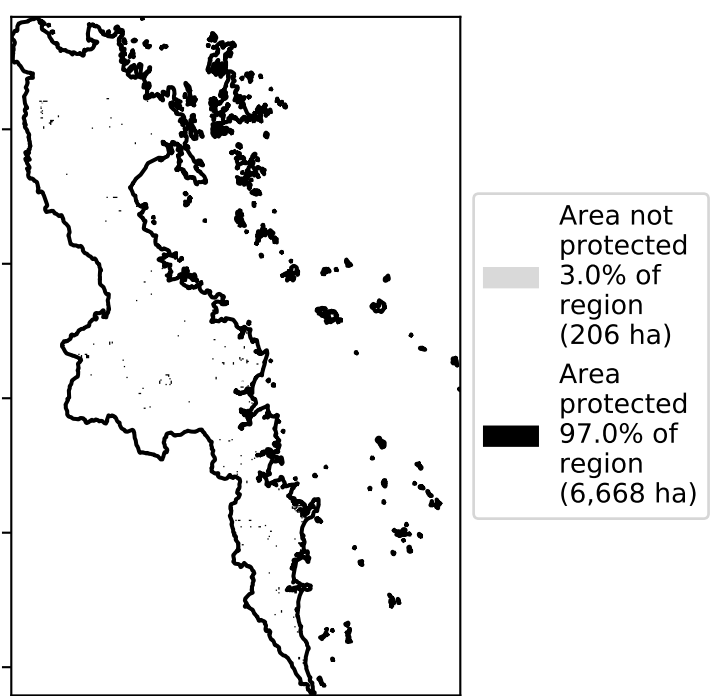 Area not
protected
3.0% of
region
(206 ha)
Area
protected
97.0% of
region
(6,668 ha)